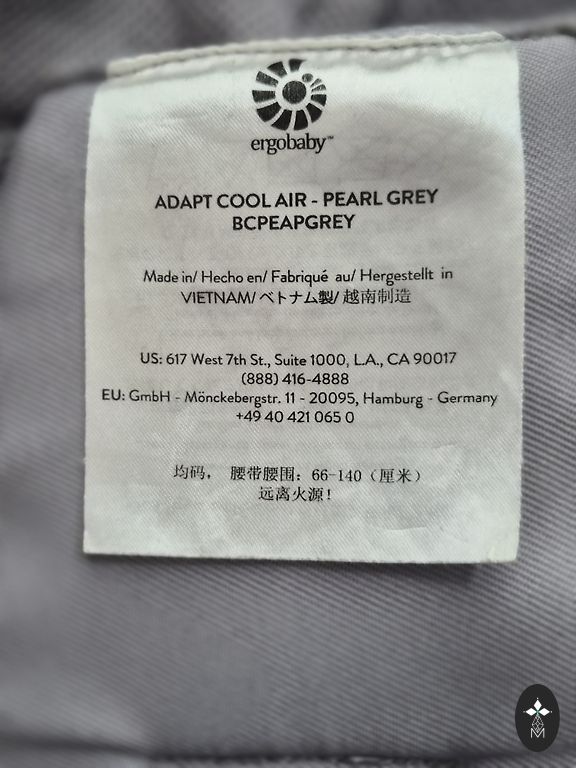 ergobaby™
ADAPT COOL AIR - PEARL GREY
BCPEAPGREY
Made in/ Hecho en/ Fabriqué au/ Hergestellt in
VIETNAM/ ベトナム製/ 越南制造
US: 617 West 7th St., Suite 1000, L.A., CA 90017
(888) 416-4888
EU: GmbH - Mönckebergstr. 11 - 20095, Hamburg - Germany
+49 40 421 065 0
均码， 腰带腰围：66-140（厘米）
远离火源！
M